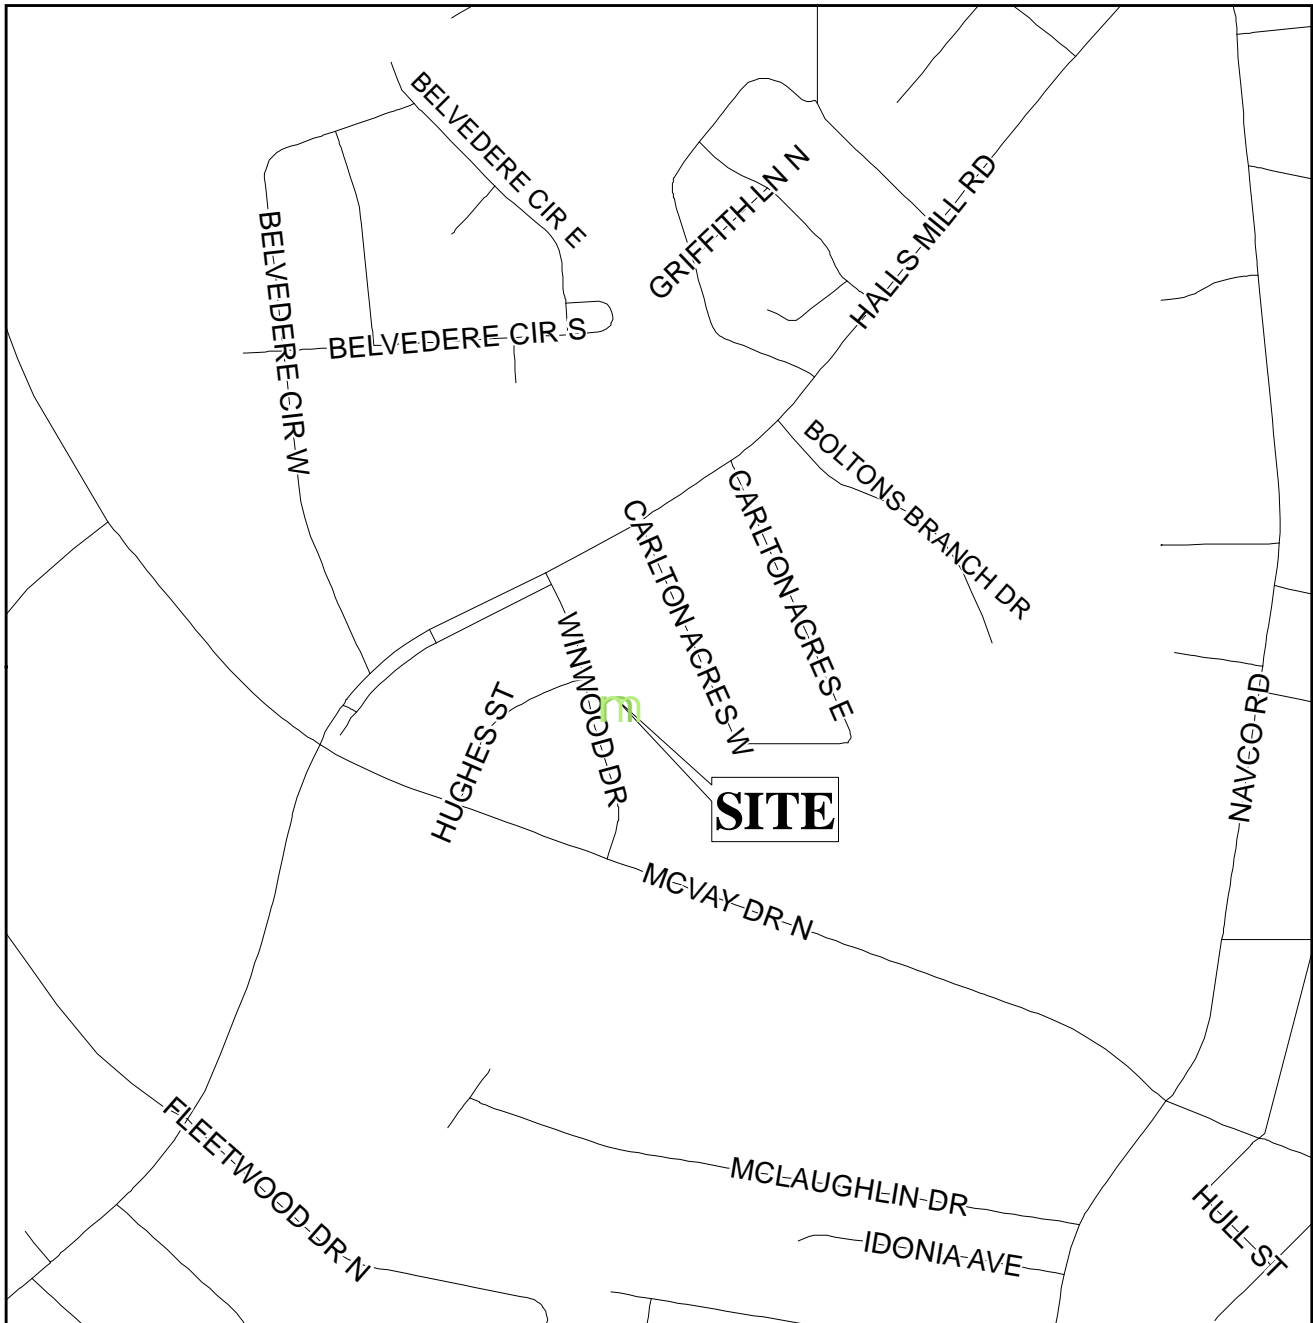 BELVEDERE CIR E
GRIFFITH LN N
HALLS MILL RD
BELVEDERE CIR W
BELVEDERE CIR S
BOLTONS BRANCH DR
CARLTON ACRES E
CARLTON ACRES W
WINWOOD DR
HUGHES ST
m
SITE
NAVCO RD
MCVAY DR N
FLEETWOOD DR N
MCLAUGHLIN DR
HULL ST
IDONIA AVE